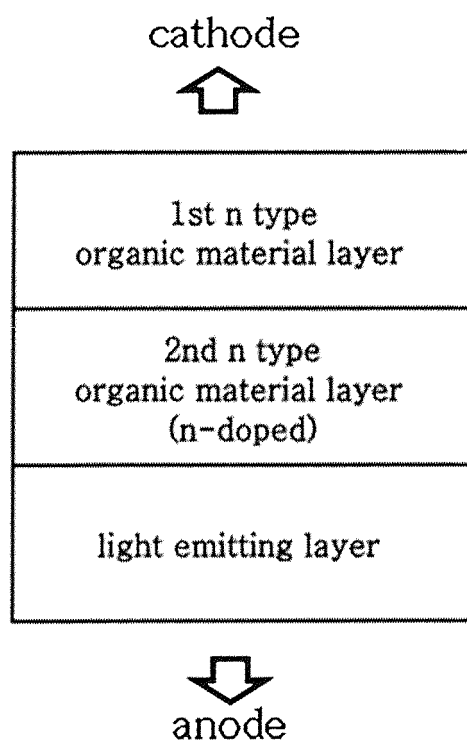 cathode
1st n type
organic material layer
2nd n type
organic material layer
(n-doped)
light emitting layer
anode